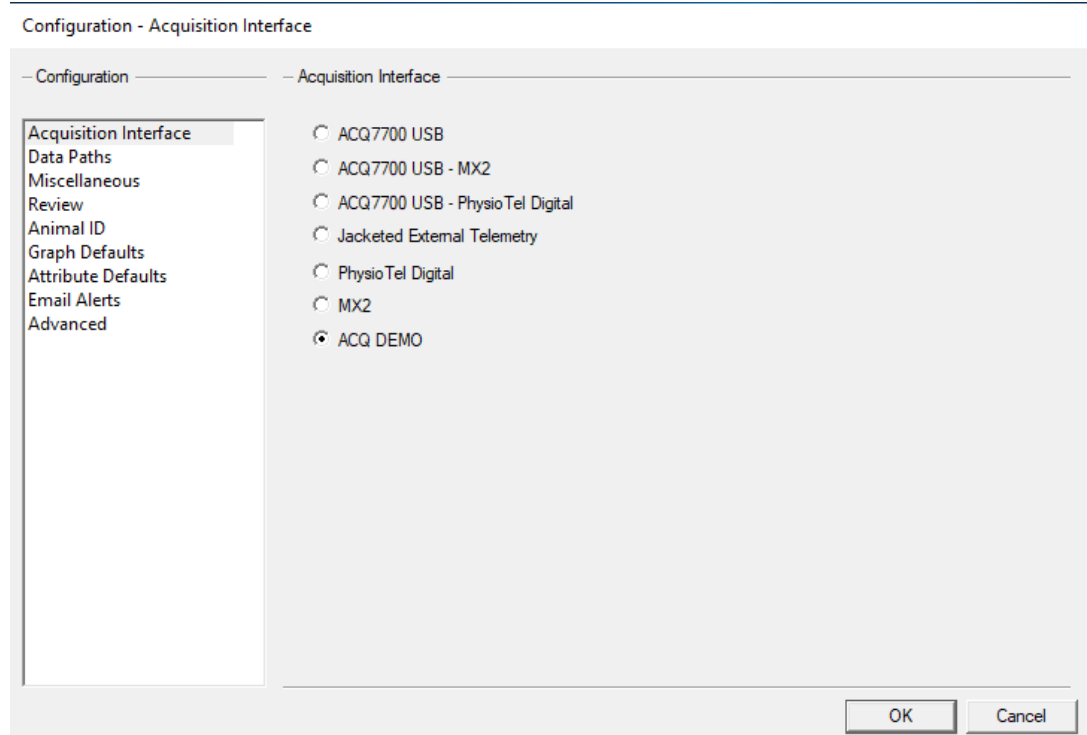 Configuration - Acquisition Interface
Configuration
Acquisition Interface
Data Paths
Miscellaneous
Review
Animal ID
Graph Defaults
Attribute Defaults
Email Alerts
Advanced
Acquisition Interface
ACQ7700 USB
ACQ7700 USB - MX2
ACQ7700 USB - PhysioTel Digital
Jacketed External Telemetry
PhysioTel Digital
MX2
ACQ DEMO
OK
Cancel